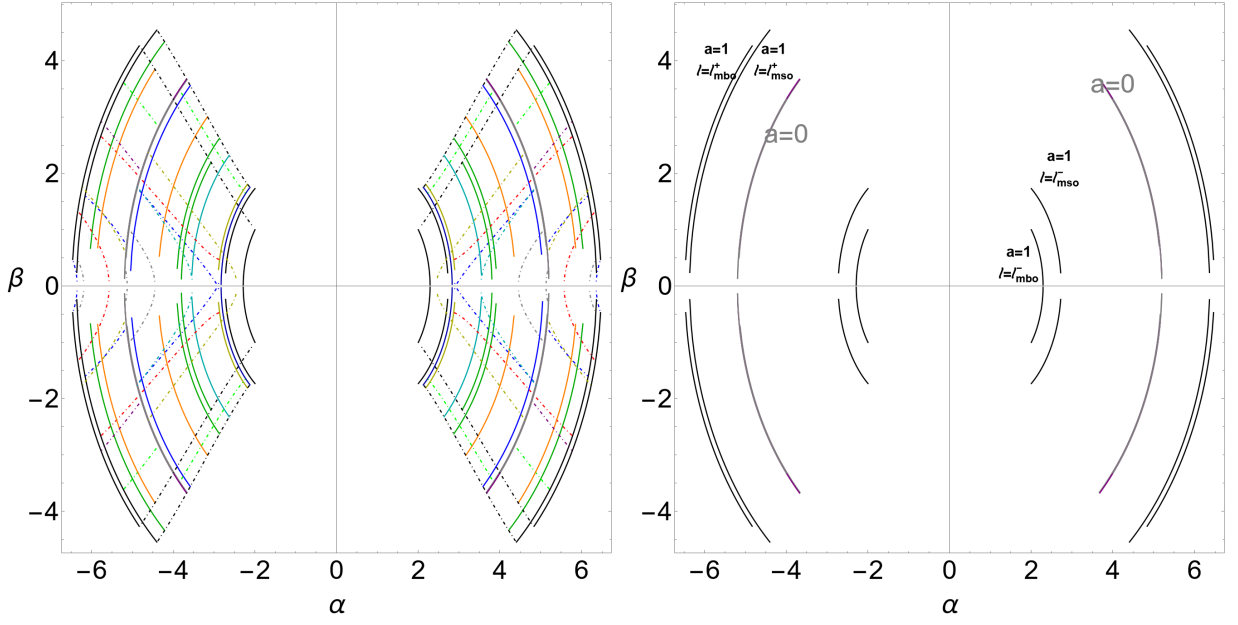 4
2
0
−2
−4
β
−6 −4 −2 0 2 4 6
α
a=1 a=1
l=l⁺mbo l=l⁺mso
a=0
a=0
a=1
l=l⁻mso
a=1
l=l⁻mbo
4
2
0
−2
−4
β
−6 −4 −2 0 2 4 6
α